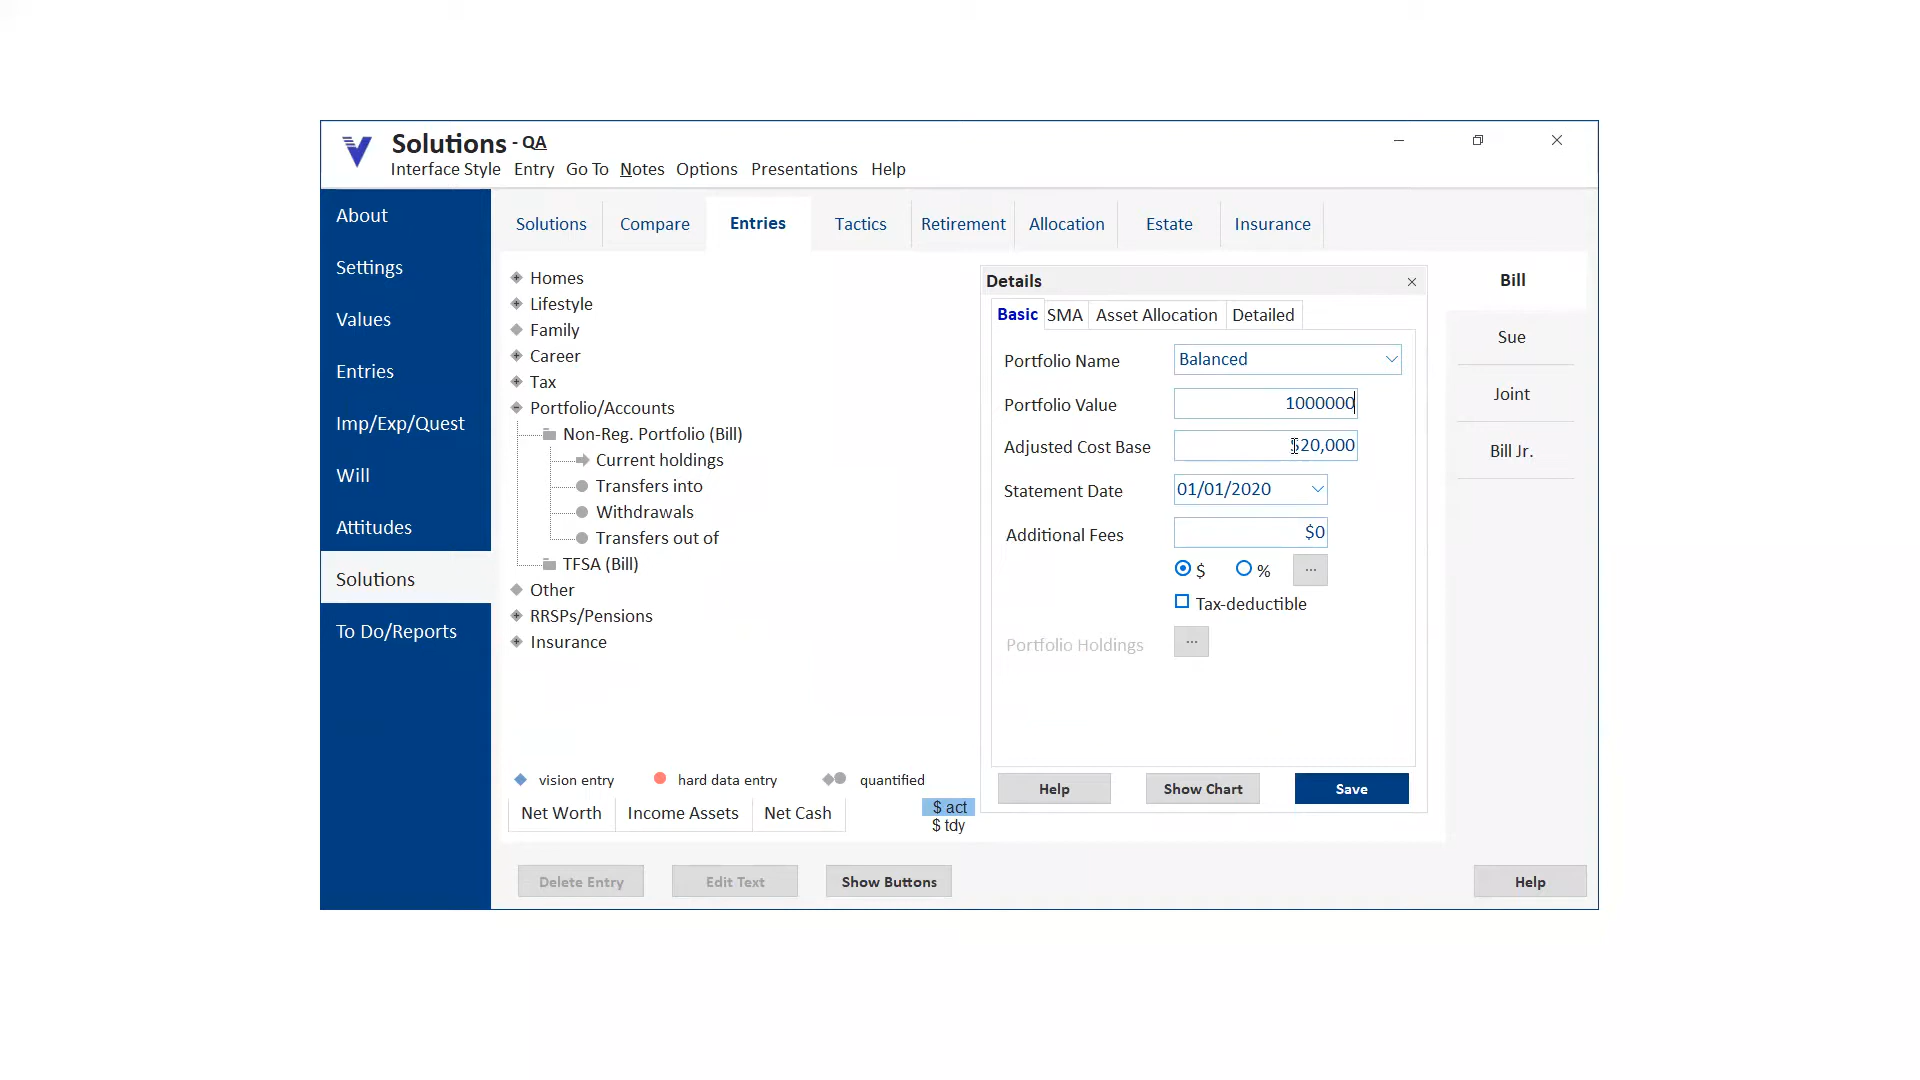 Solutions - QA
Interface Style Entry Go To Notes Options Presentations Help
About
Settings
Values
Entries
Imp/Exp/Quest
Will
Attitudes
Solutions
To Do/Reports
Solutions Compare Entries Tactics Retirement Allocation Estate Insurance
Homes
Lifestyle
Family
Career
Tax
Portfolio/Accounts
Non-Reg. Portfolio (Bill)
Current holdings
Transfers into
Withdrawals
Transfers out of
TFSA (Bill)
Other
RRSPs/Pensions
Insurance
vision entry hard data entry quantified
Net Worth Income Assets Net Cash
$ act
$ tdy
Details
Basic SMA Asset Allocation Detailed
Portfolio Name Balanced
Portfolio Value 1000000
Adjusted Cost Base $20,000
Statement Date 01/01/2020
Additional Fees $0
$ % ...
Tax-deductible
Portfolio Holdings ...
Help Show Chart Save
Bill
Sue
Joint
Bill Jr.
Delete Entry Edit Text Show Buttons Help